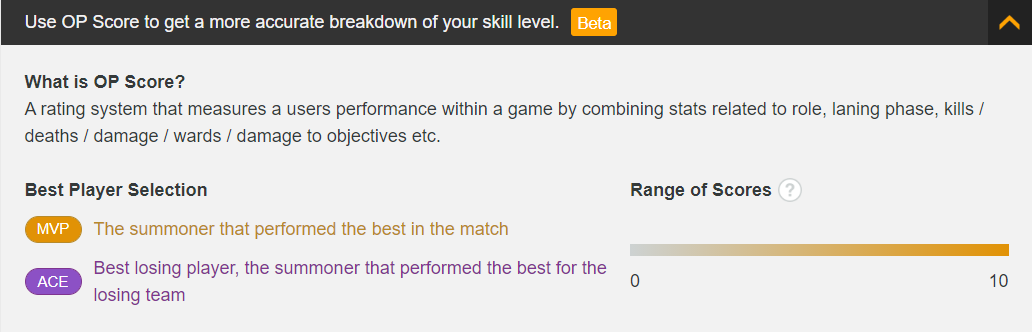 Use OP Score to get a more accurate breakdown of your skill level. Beta
What is OP Score?
A rating system that measures a users performance within a game by combining stats related to role, laning phase, kills /
deaths / damage / wards / damage to objectives etc.
Best Player Selection
MVP The summoner that performed the best in the match
ACE Best losing player, the summoner that performed the best for the
losing team
Range of Scores ?
0 10